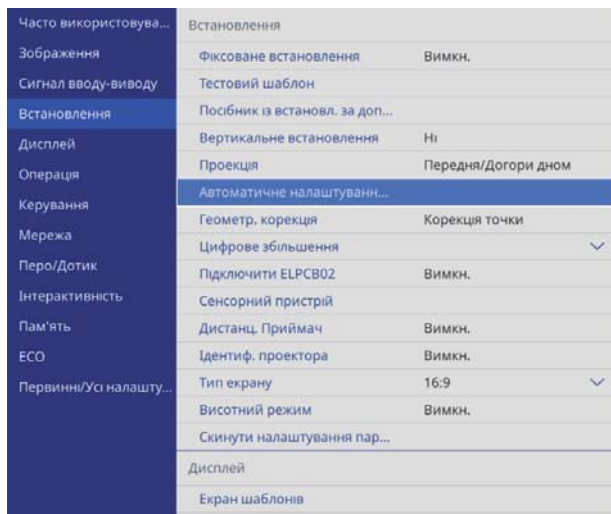 Часто використовува...
Зображення
Сигнал вводу-виводу
Встановлення
Дисплей
Операція
Керування
Мережа
Перо/Дотик
Інтерактивність
Пам'ять
ECO
Первинні/Усі налашту...
Встановлення
Фіксоване встановлення Вимкн.
Тестовий шаблон
Посібник із встановл. за доп...
Вертикальне встановлення Ні
Проекція Передня/Догори дном
Автоматичне налаштуванн...
Геометр. корекція Корекція точки
Цифрове збільшення
Підключити ELPCB02 Вимкн.
Сенсорний пристрій
Дистанц. Приймач Вимкн.
Ідентиф. проектора Вимкн.
Тип екрану 16:9
Висотний режим Вимкн.
Скинути налаштування пар...
Дисплей
Екран шаблонів